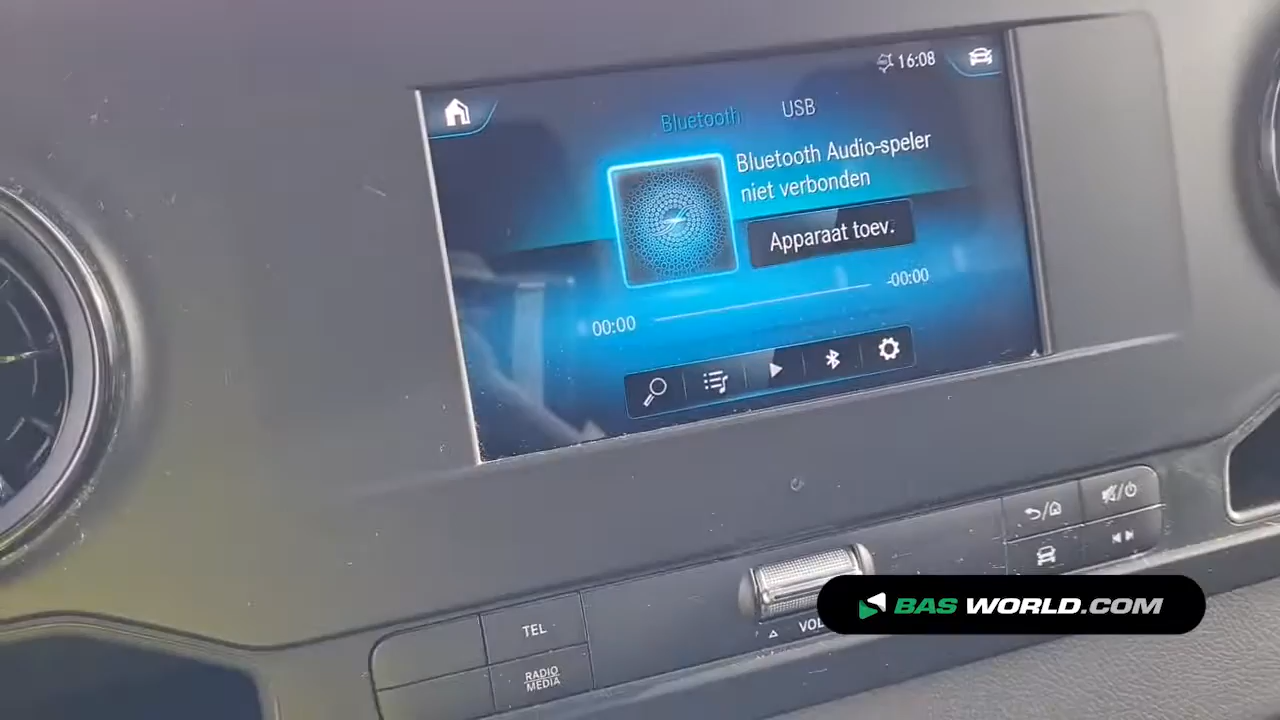 16:08
Bluetooth USB
Bluetooth Audio-speler
niet verbonden
Apparaat toev.
-00:00
00:00
TEL
RADIO
MEDIA
VOL
BAS WORLD.COM